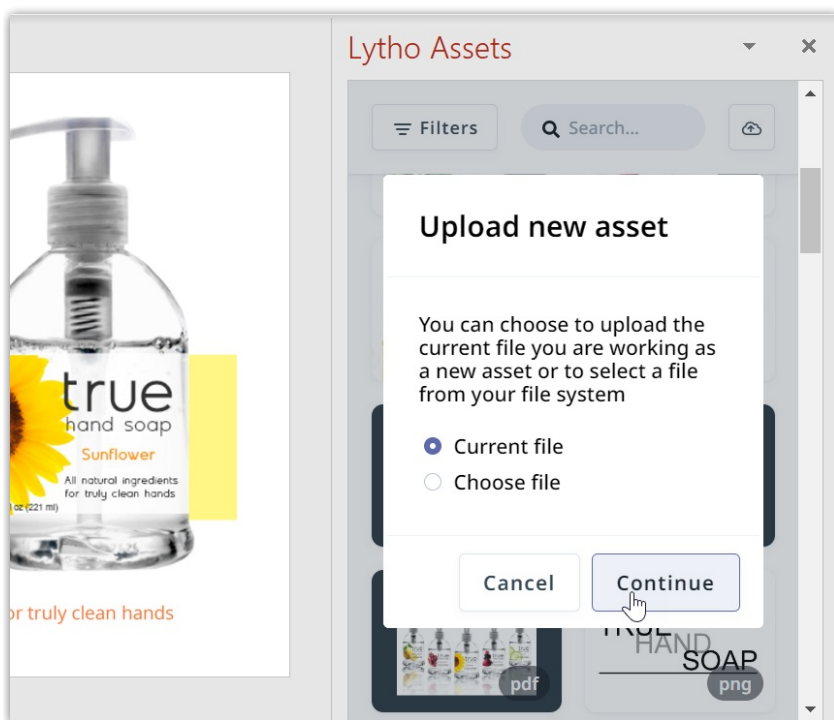 Lytho Assets
Filters
Search...
Upload new asset
You can choose to upload the
current file you are working as
a new asset or to select a file
from your file system
Current file
Choose file
Cancel
Continue
true
hand soap
Sunflower
All natural ingredients
for truly clean hands
oz (221 ml)
or truly clean hands
TRUE
HAND
SOAP
pdf
png